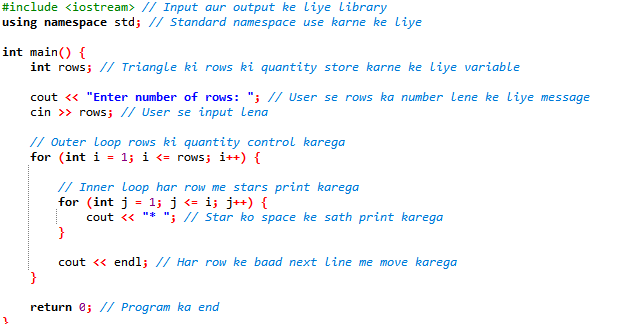 #include <iostream> // Input aur output ke liye library
using namespace std; // Standard namespace use karne ke liye
int main() {
int rows; // Triangle ki rows ki quantity store karne ke liye variable
cout << "Enter number of rows: "; // User se rows ka number lene ke liye message
cin >> rows; // User se input lena
// Outer loop rows ki quantity control karega
for (int i = 1; i <= rows; i++) {
// Inner loop har row me stars print karega
for (int j = 1; j <= i; j++) {
cout << "* "; // Star ko space ke sath print karega
}
cout << endl; // Har row ke baad next line me move karega
}
return 0; // Program ka end
}